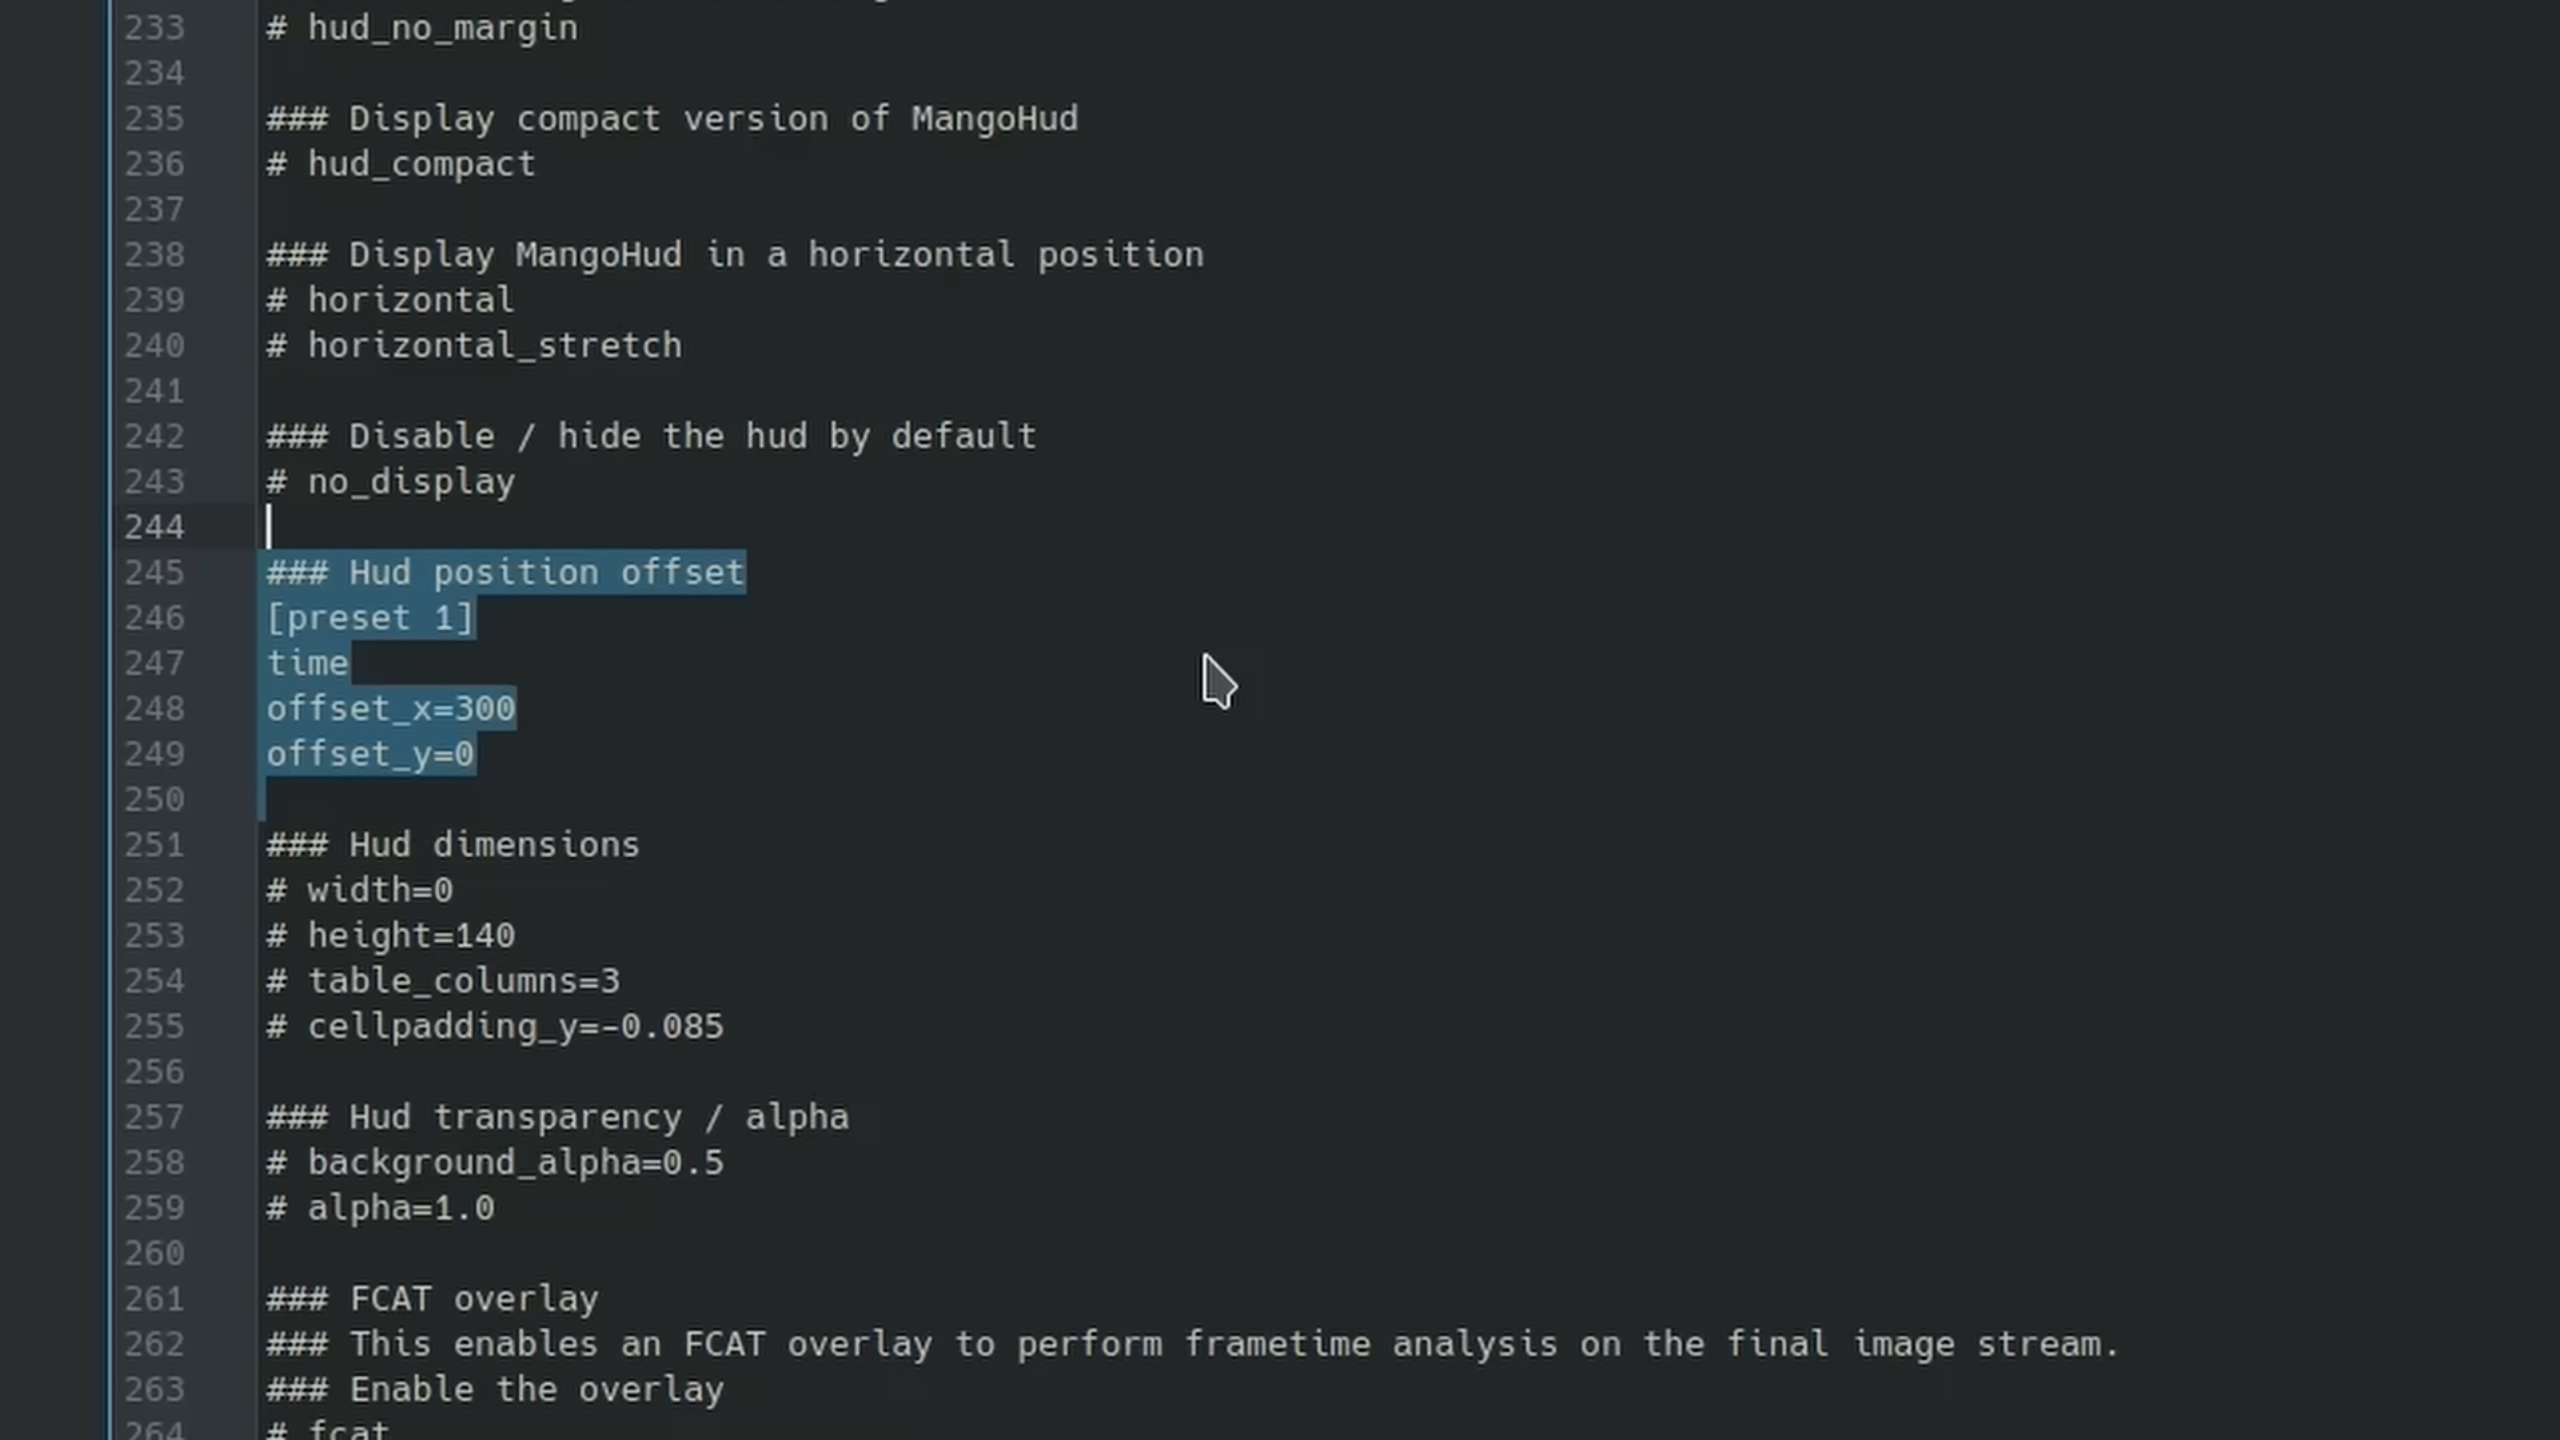 233 # hud_no_margin
234
235 ### Display compact version of MangoHud
236 # hud_compact
237
238 ### Display MangoHud in a horizontal position
239 # horizontal
240 # horizontal_stretch
241
242 ### Disable / hide the hud by default
243 # no_display
244
245 ### Hud position offset
246 [preset 1]
247 time
248 offset_x=300
249 offset_y=0
250
251 ### Hud dimensions
252 # width=0
253 # height=140
254 # table_columns=3
255 # cellpadding_y=-0.085
256
257 ### Hud transparency / alpha
258 # background_alpha=0.5
259 # alpha=1.0
260
261 ### FCAT overlay
262 ### This enables an FCAT overlay to perform frametime analysis on the final image stream.
263 ### Enable the overlay
264 # fcat